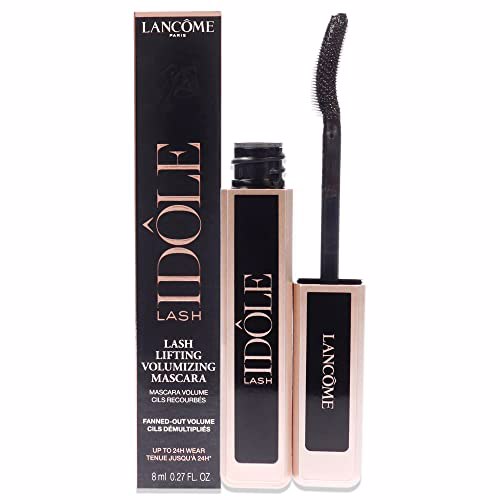 LANCÔME
PARIS
IDÔLE
LASH
LASH
LIFTING
VOLUMIZING
MASCARA
MASCARA VOLUME
CILS RECOURBÉS
FANNED-OUT VOLUME
CILS DÉMULTIPLIÉS
UP TO 24H WEAR
TENUE JUSQU'À 24H*
8 ml 0.27 FL. OZ
IDÔLE
LASH
LANCÔME